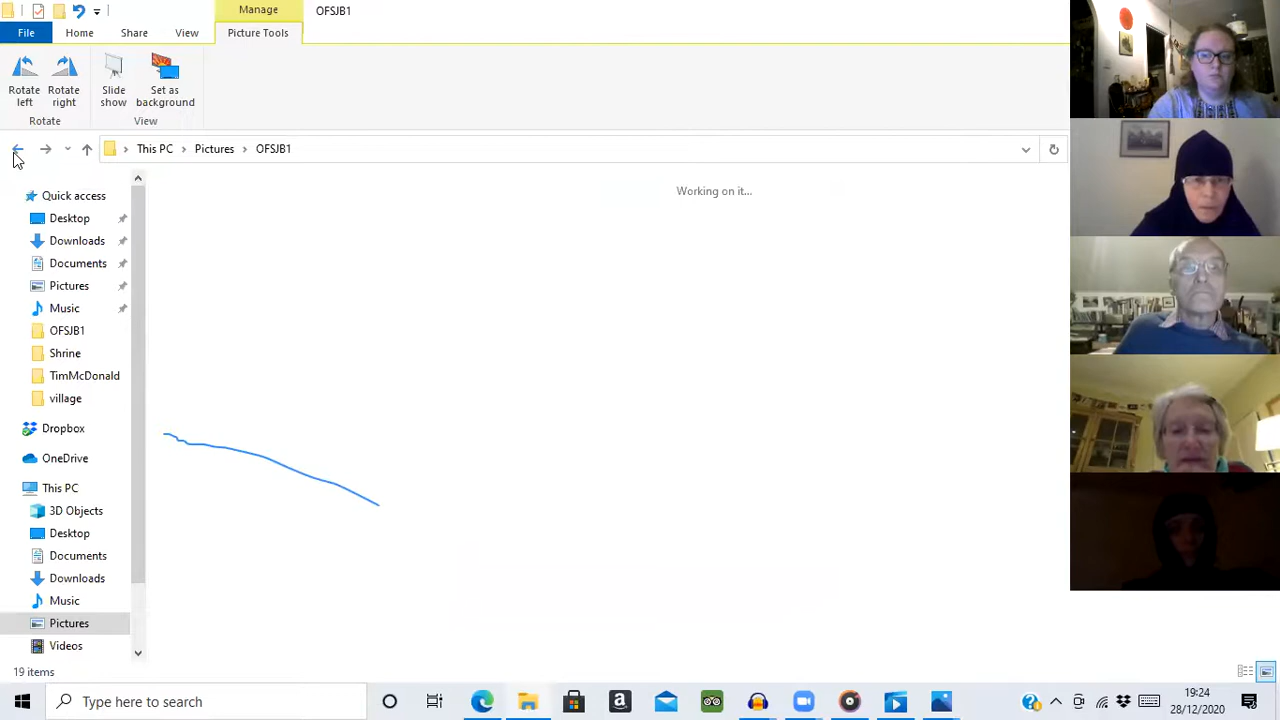 Manage
OFSJB1
File
Home
Share
View
Picture Tools
Rotate left
Rotate right
Slide show
Set as background
Rotate
View
This PC
Pictures
OFSJB1
Working on it...
Quick access
Desktop
Downloads
Documents
Pictures
Music
OFSJB1
Shrine
TimMcDonald
village
Dropbox
OneDrive
This PC
3D Objects
Desktop
Documents
Downloads
Music
Pictures
Videos
19 items
Type here to search
19:24
28/12/2020